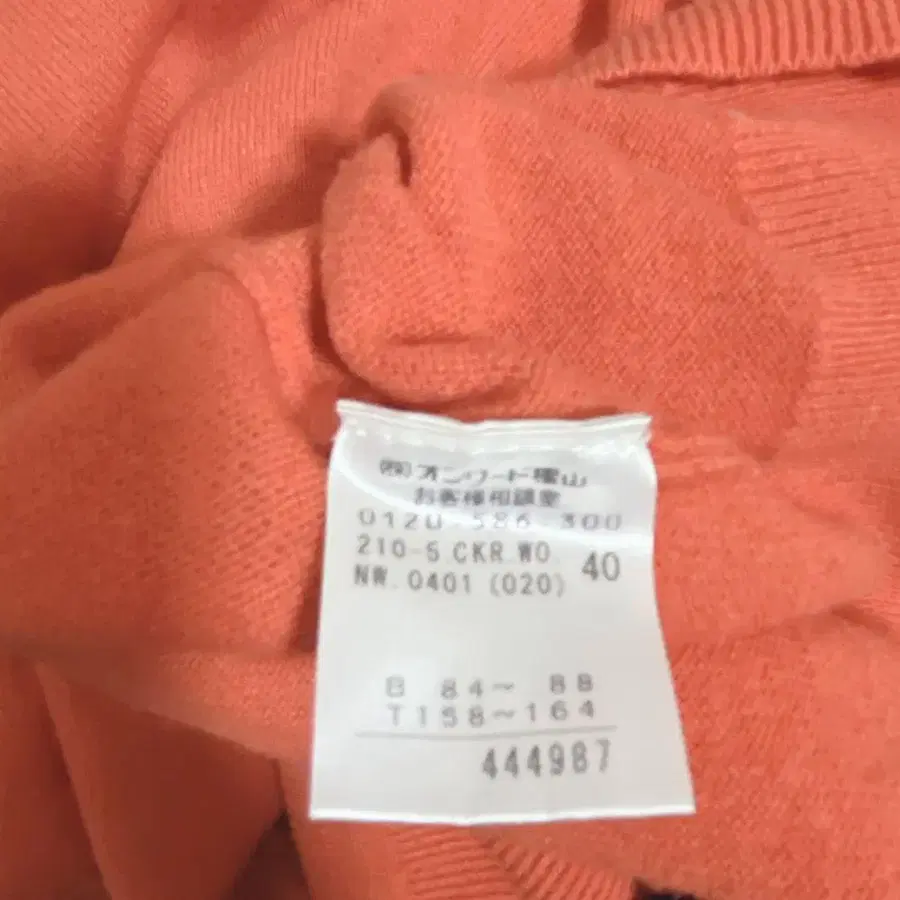 ㈱オンワード樫山
お客様相談室
0120-586-300
210-5.CKR.WO. 40
NW. 0401 (020)
B 84～ 88
T158～164
444987